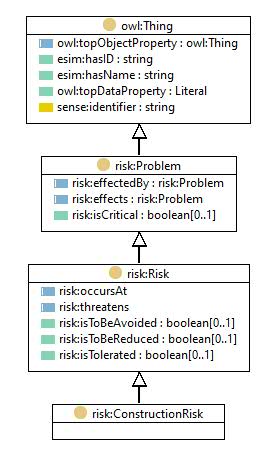 owl:Thing
owl:topObjectProperty : owl:Thing
esim:hasID : string
esim:hasName : string
owl:topDataProperty : Literal
sense:identifier : string
risk:Problem
risk:effectedBy : risk:Problem
risk:effects : risk:Problem
risk:isCritical : boolean[0..1]
risk:Risk
risk:occursAt
risk:threatens
risk:isToBeAvoided : boolean[0..1]
risk:isToBeReduced : boolean[0..1]
risk:isTolerated : boolean[0..1]
risk:ConstructionRisk